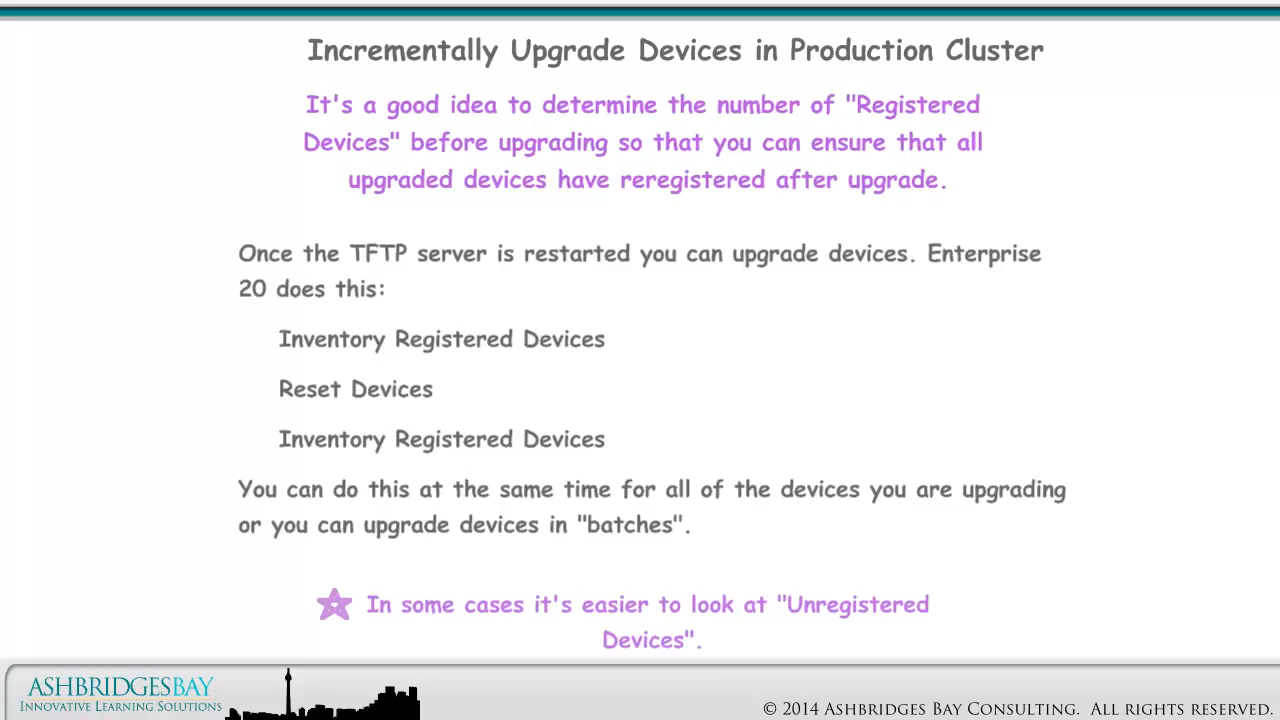 Incrementally Upgrade Devices in Production Cluster
It's a good idea to determine the number of "Registered
Devices" before upgrading so that you can ensure that all
upgraded devices have reregistered after upgrade.
Once the TFTP server is restarted you can upgrade devices. Enterprise
20 does this:
Inventory Registered Devices
Reset Devices
Inventory Registered Devices
You can do this at the same time for all of the devices you are upgrading
or you can upgrade devices in "batches".
In some cases it's easier to look at "Unregistered
Devices".
ASHBRIDGESBAY
INNOVATIVE LEARNING SOLUTIONS
© 2014 ASHBRIDGES BAY CONSULTING. ALL RIGHTS RESERVED.